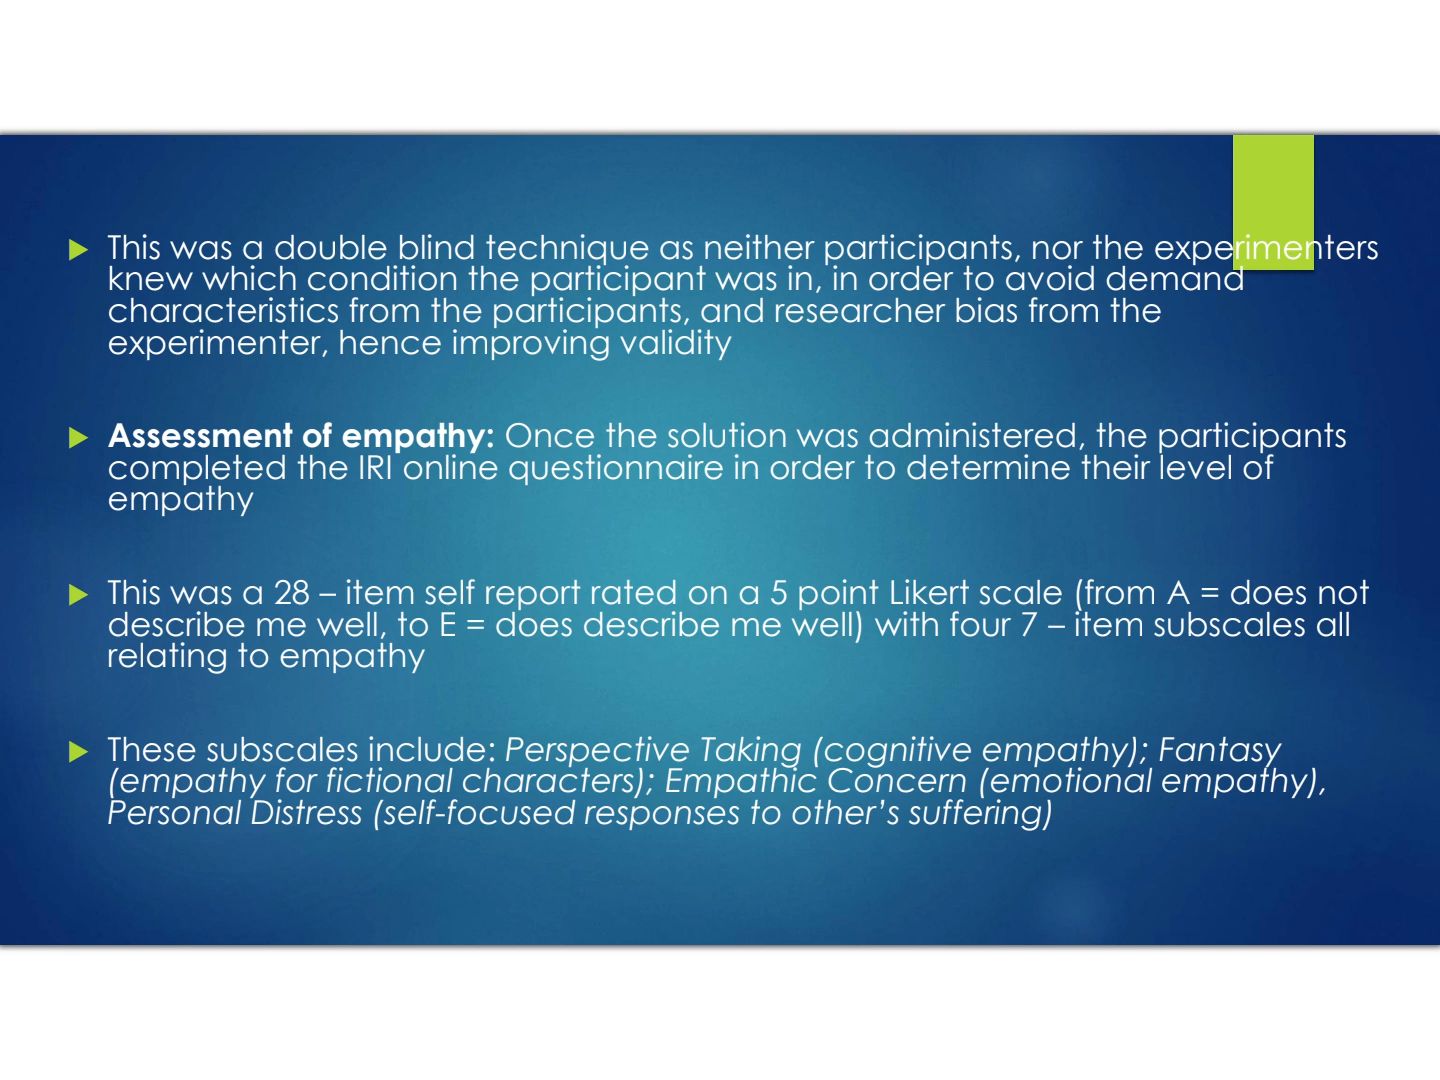 This was a double blind technique as neither participants, nor the experimenters
knew which condition the participant was in, in order to avoid demand
characteristics from the participants, and researcher bias from the
experimenter, hence improving validity
Assessment of empathy: Once the solution was administered, the participants
completed the IRI online questionnaire in order to determine their level of
empathy
This was a 28 – item self report rated on a 5 point Likert scale (from A = does not
describe me well, to E = does describe me well) with four 7 – item subscales all
relating to empathy
These subscales include: Perspective Taking (cognitive empathy); Fantasy
(empathy for fictional characters); Empathic Concern (emotional empathy),
Personal Distress (self-focused responses to other’s suffering)